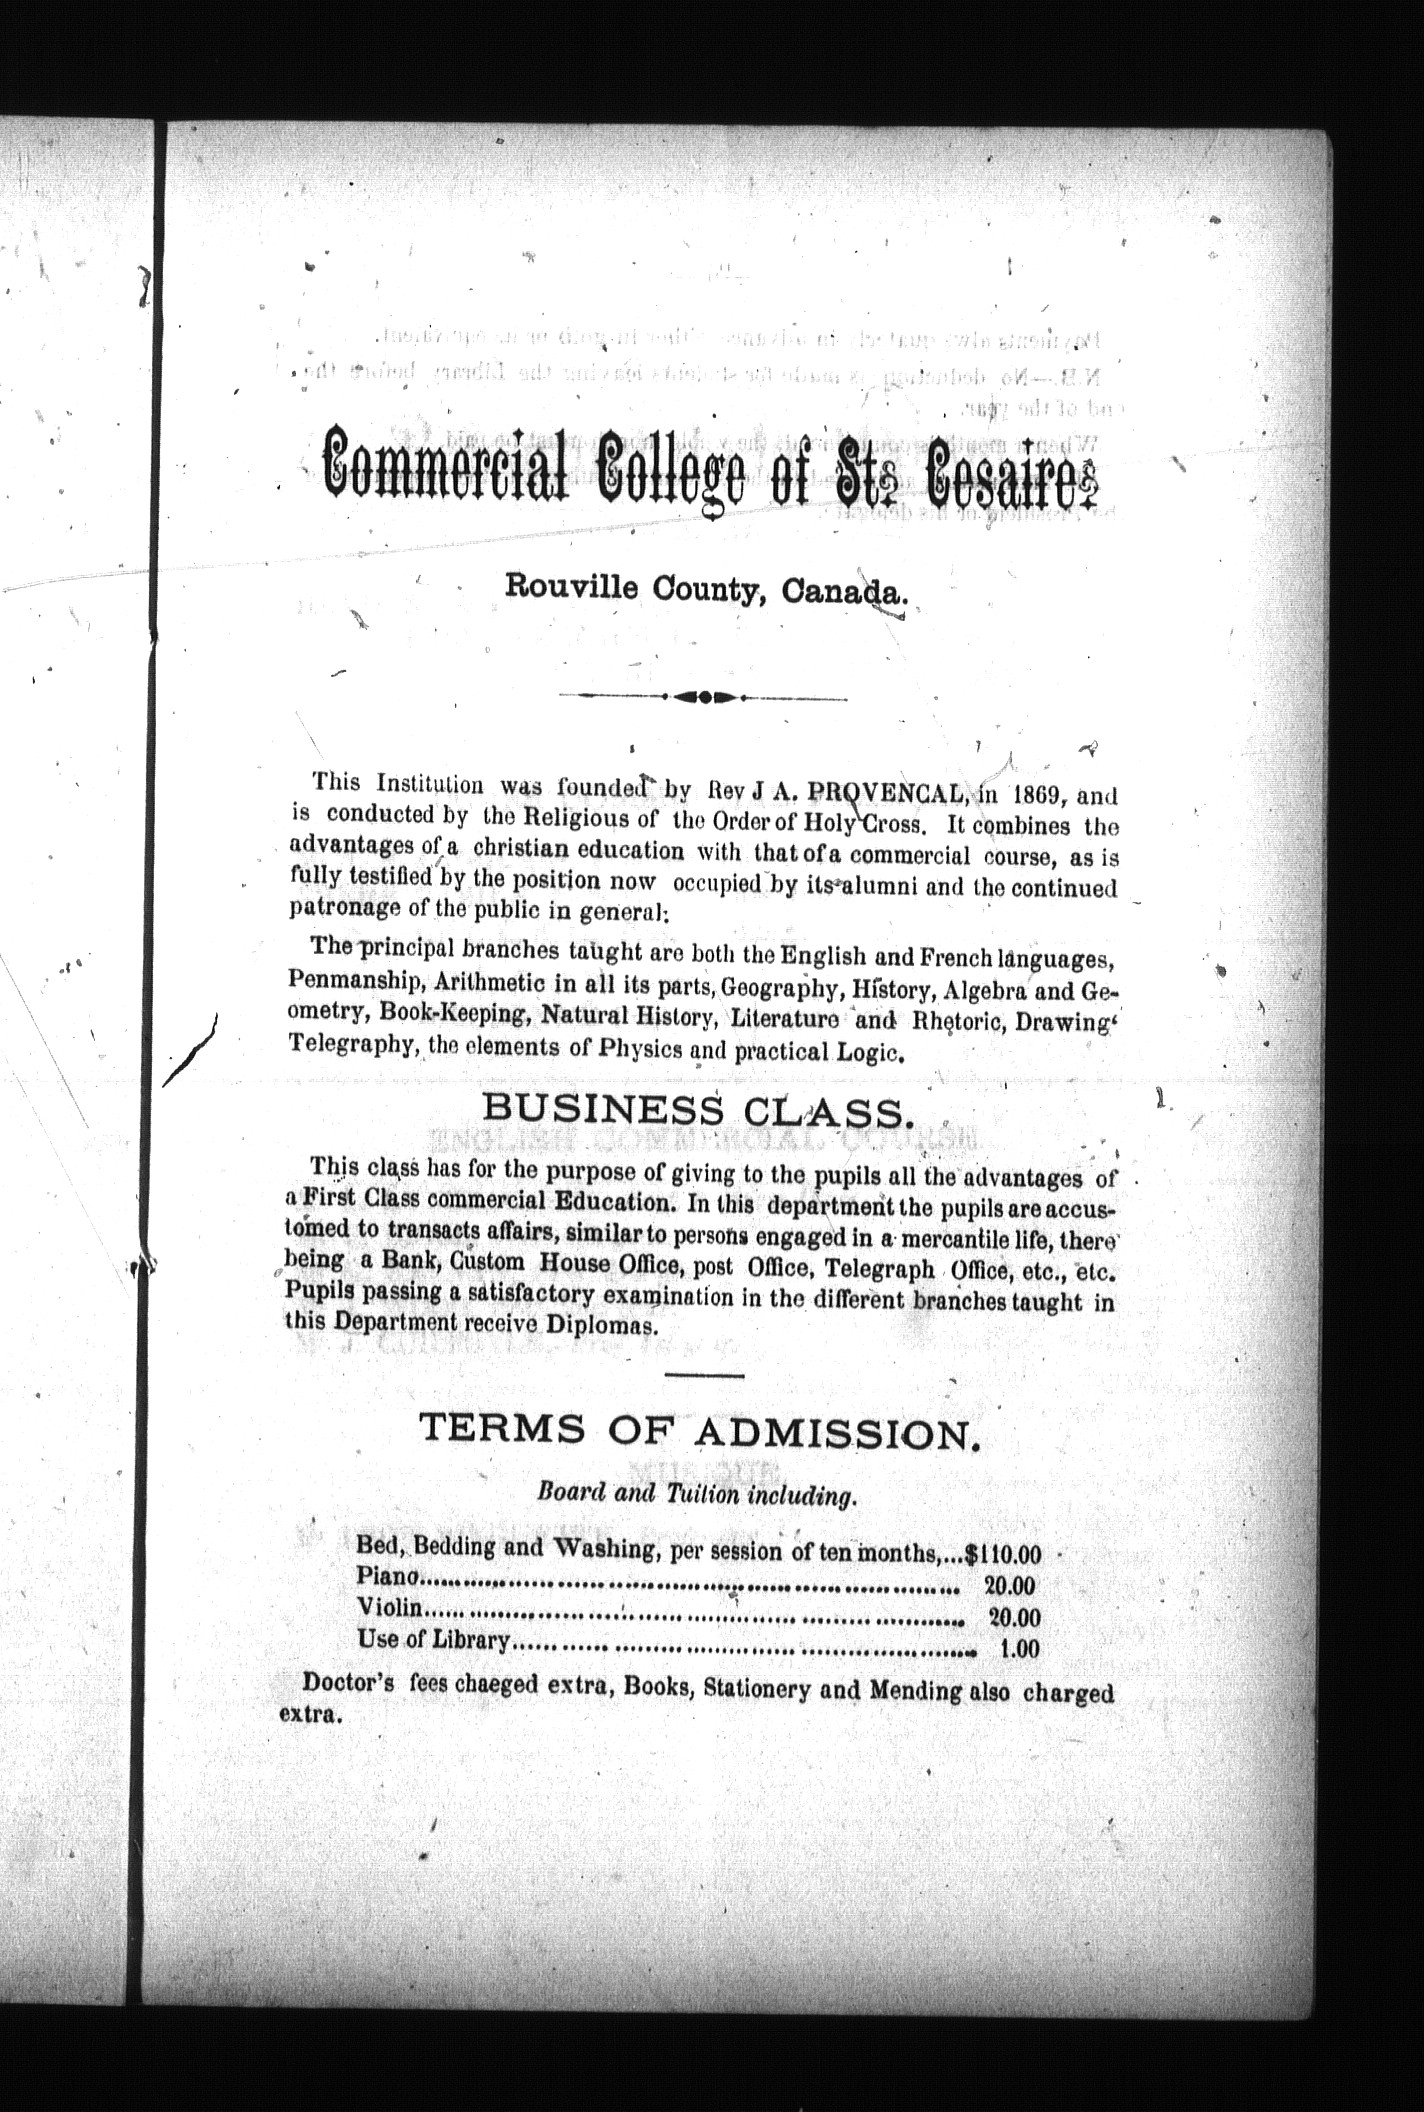 Commercial College of St. Cesaire.
Rouville County, Canada.
This Institution was founded by Rev J A. PROVENCAL, in 1869, and
is conducted by the Religious of the Order of Holy Cross. It combines the
advantages of a christian education with that of a commercial course, as is
fully testified by the position now occupied by its alumni and the continued
patronage of the public in general:
The principal branches taught are both the English and French languages,
Penmanship, Arithmetic in all its parts, Geography, History, Algebra and Ge-
ometry, Book-Keeping, Natural History, Literature and Rhetoric, Drawing‘
Telegraphy, the elements of Physics and practical Logic.
BUSINESS CLASS.
This class has for the purpose of giving to the pupils all the advantages of
a First Class commercial Education. In this department the pupils are accus-
tomed to transacts affairs, similar to persons engaged in a mercantile life, there
being a Bank, Custom House Office, post Office, Telegraph Office, etc., etc.
Pupils passing a satisfactory examination in the different branches taught in
this Department receive Diplomas.
TERMS OF ADMISSION.
Board and Tuition including.
Bed, Bedding and Washing, per session of ten months,...$110.00
Piano.................................................................. 20.00
Violin.................................................................. 20.00
Use of Library........................................................ 1.00
Doctor's fees chaeged extra, Books, Stationery and Mending also charged
extra.